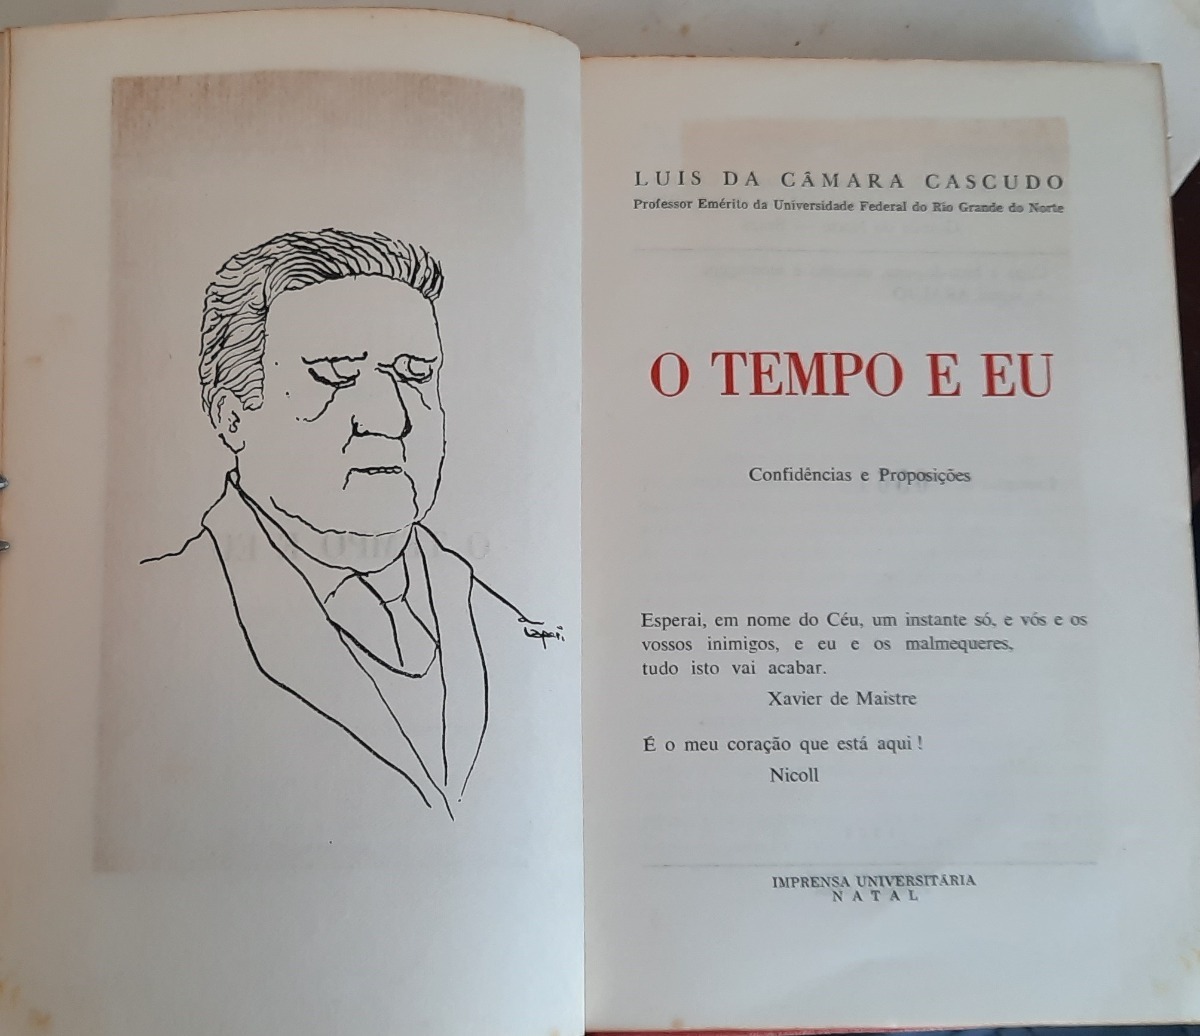 LUIS DA CÂMARA CASCUDO
Professor Emérito da Universidade Federal do Rio Grande do Norte
O TEMPO E EU
Confidências e Proposições
Esperai, em nome do Céu, um instante só, e vós e os
vossos inimigos, e eu e os malmequeres,
tudo isto vai acabar.
Xavier de Maistre
É o meu coração que está aqui !
Nicoll
IMPRENSA UNIVERSITÁRIA
NATAL